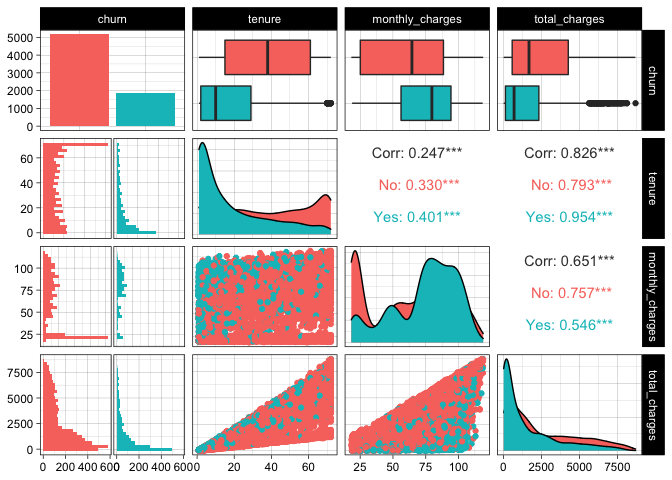 churn tenure monthly_charges total_charges
5000
4000
3000
2000
1000
0
churn
60
40
20
0
Corr: 0.247***
No: 0.330***
Yes: 0.401***
Corr: 0.826***
No: 0.793***
Yes: 0.954***
tenure
100
75
50
25
Corr: 0.651***
No: 0.757***
Yes: 0.546***
monthly_charges
7500
5000
2500
0
total_charges
0 200 400 600 0 200 400 600 0 20 40 60 25 50 75 100 0 2500 5000 7500